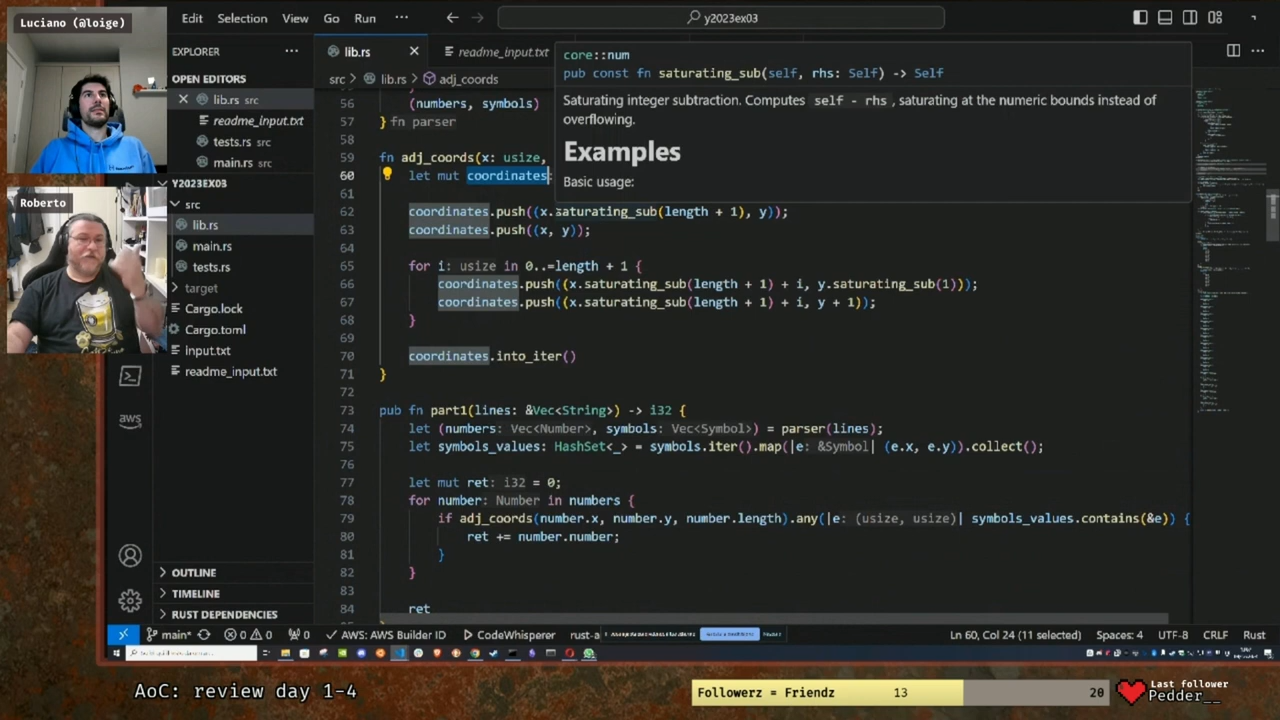 Luciano (@loige)
Roberto
Edit Selection View Go Run ···
y2023ex03
EXPLORER ···
OPEN EDITORS
lib.rs src
readme_input.txt
tests.rs src
main.rs src
Y2023EX03
src
lib.rs
main.rs
tests.rs
target
Cargo.lock
Cargo.toml
input.txt
readme_input.txt
aws
OUTLINE
TIMELINE
RUST DEPENDENCIES
lib.rs
readme_input.txt
src > lib.rs > adj_coords
core::num
pub const fn saturating_sub(self, rhs: Self) -> Self
Saturating integer subtraction. Computes self - rhs , saturating at the numeric bounds instead of
overflowing.
Examples
Basic usage:
56 (numbers, symbols)
57 } fn parser
58
59 fn adj_coords(x: usize,
60 let mut coordinates:
61
62 coordinates.push((x.saturating_sub(length + 1), y));
63 coordinates.push((x, y));
64
65 for i: usize in 0..=length + 1 {
66 coordinates.push((x.saturating_sub(length + 1) + i, y.saturating_sub(1)));
67 coordinates.push((x.saturating_sub(length + 1) + i, y + 1));
68 }
69
70 coordinates.into_iter()
71 }
72
73 pub fn part1(lines: &Vec<String>) -> i32 {
74 let (numbers: Vec<Number>, symbols: Vec<Symbol>) = parser(lines);
75 let symbols_values: HashSet<_> = symbols.iter().map(|e: &Symbol| (e.x, e.y)).collect();
76
77 let mut ret: i32 = 0;
78 for number: Number in numbers {
79 if adj_coords(number.x, number.y, number.length).any(|e: (usize, usize)| symbols_values.contains(&e)) {
80 ret += number.number;
81 }
82 }
83
84 ret
main* 0 0 0 AWS: AWS Builder ID CodeWhisperer rust-a
Ln 60, Col 24 (11 selected) Spaces: 4 UTF-8 CRLF Rust
AoC: review day 1-4
Followerz = Friendz 13 20
Last follower
Pedder__